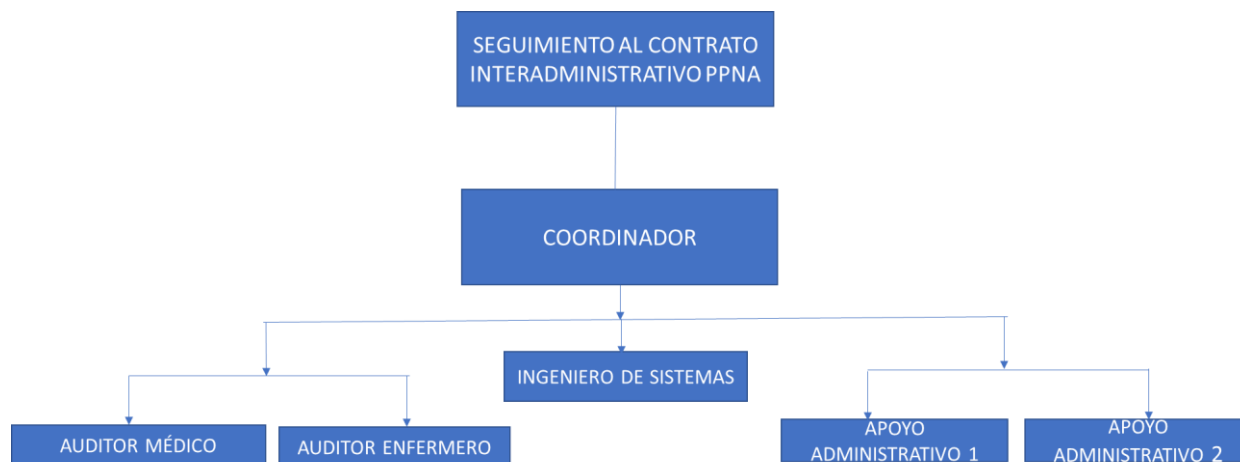 SEGUIMIENTO AL CONTRATO
INTERADMINISTRATIVO PPNA
COORDINADOR
INGENIERO DE SISTEMAS
AUDITOR MÉDICO
AUDITOR ENFERMERO
APOYO
ADMINISTRATIVO 1
APOYO
ADMINISTRATIVO 2